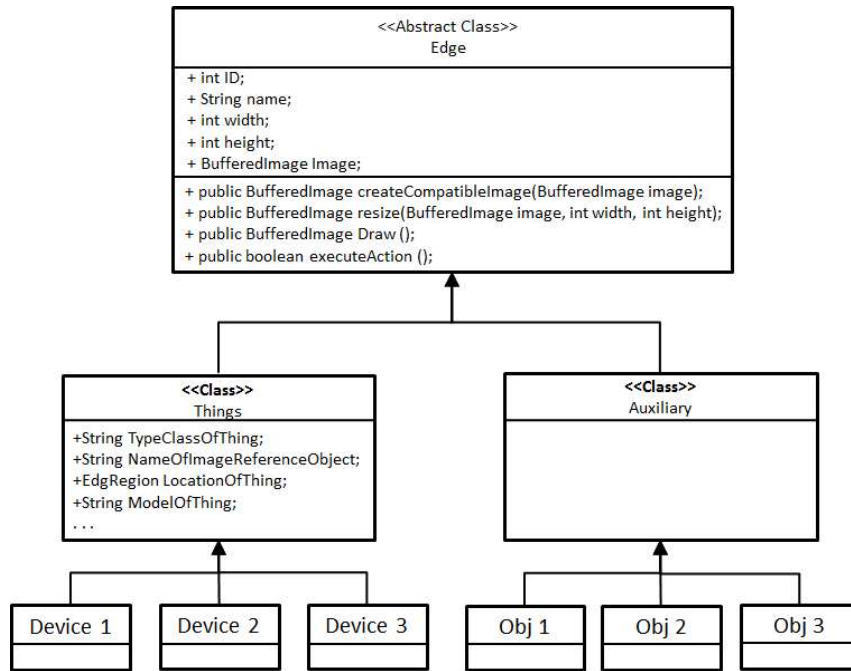 <<Abstract Class>>
Edge
+ int ID;
+ String name;
+ int width;
+ int height;
+ BufferedImage Image;
+ public BufferedImage createCompatibleImage(BufferedImage image);
+ public BufferedImage resize(BufferedImage image, int width, int height);
+ public BufferedImage Draw ();
+ public boolean executeAction ();
<<Class>>
Things
+String TypeClassOfThing;
+String NameOfImageReferenceObject;
+EdgRegion LocationOfThing;
+String ModelOfThing;
. . .
<<Class>>
Auxiliary
Device 1
Device 2
Device 3
Obj 1
Obj 2
Obj 3